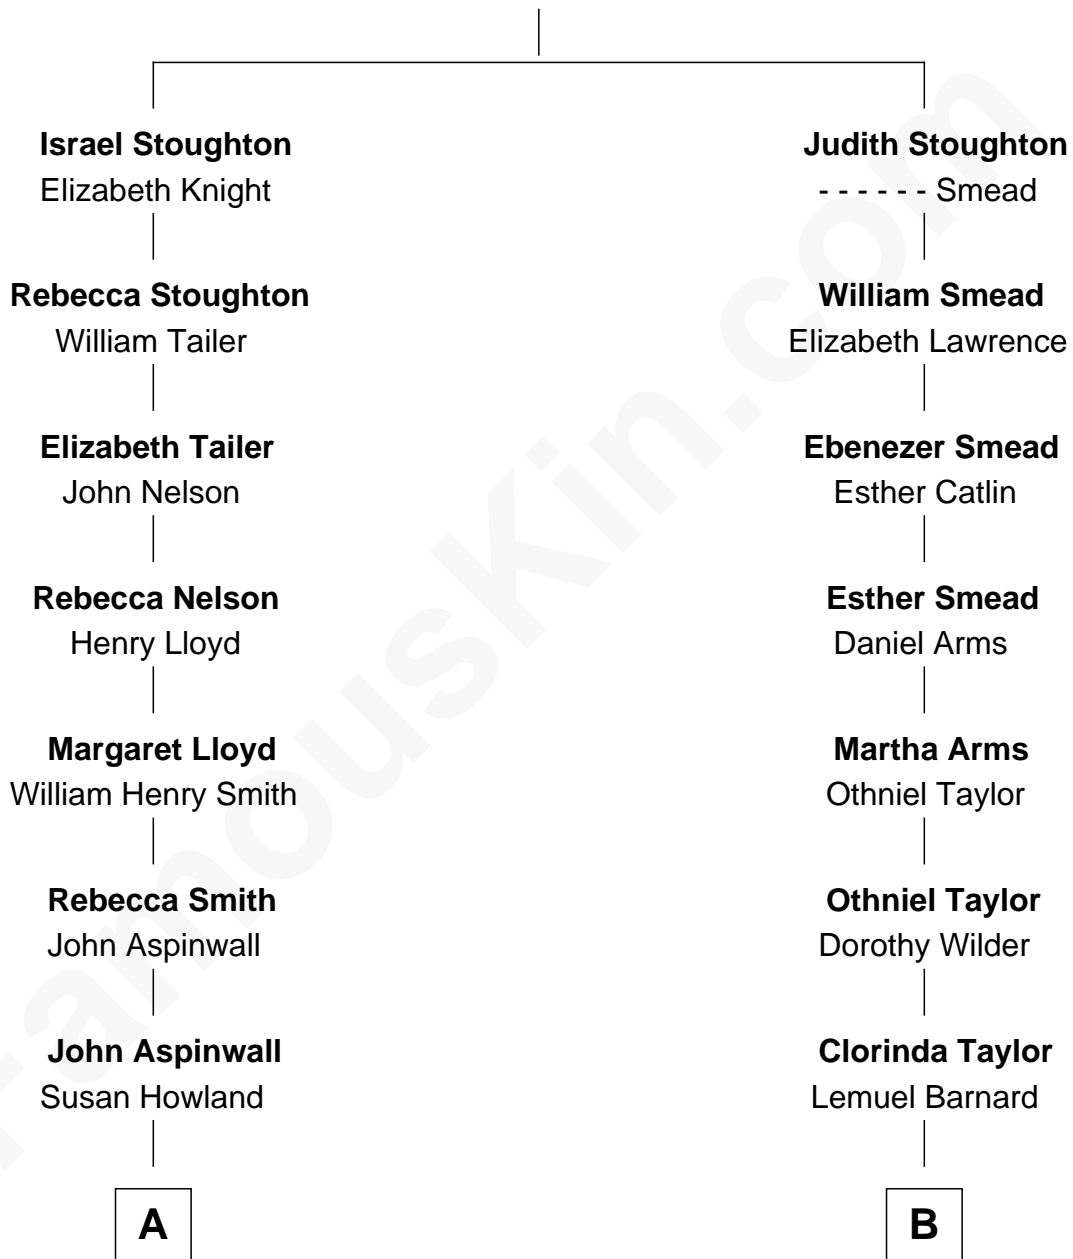 Israel Stoughton
Elizabeth Knight
Rebecca Stoughton
William Tailer
Elizabeth Tailer
John Nelson
Rebecca Nelson
Henry Lloyd
Margaret Lloyd
William Henry Smith
Rebecca Smith
John Aspinwall
John Aspinwall
Susan Howland
A
Judith Stoughton
- - - - - - Smead
William Smead
Elizabeth Lawrence
Ebenezer Smead
Esther Catlin
Esther Smead
Daniel Arms
Martha Arms
Othniel Taylor
Othniel Taylor
Dorothy Wilder
Clorinda Taylor
Lemuel Barnard
B
FamousKin.com